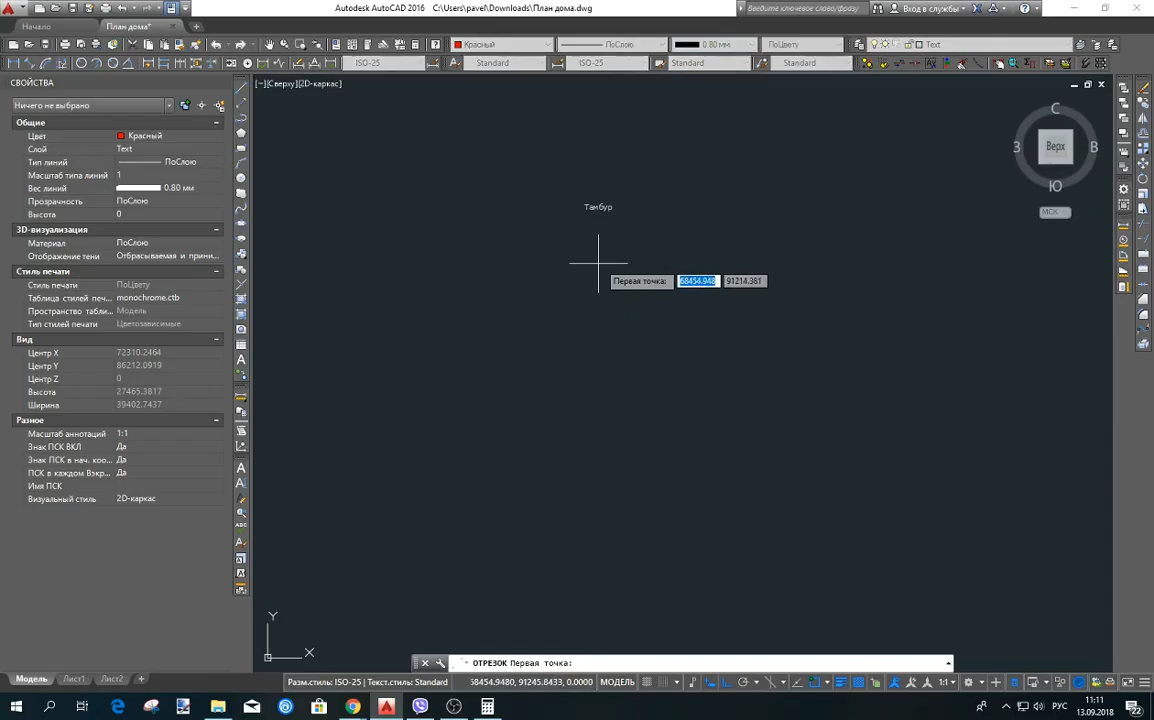 Autodesk AutoCAD 2016 C:\Users\pavel\Downloads\План дома.dwg
Введите ключевое слово/фразу
Вход в службы
Начало
План дома*
Красный
ПоСлою
0.80 мм
ПоЦвету
Text
ISO-25
Standard
ISO-25
Standard
Standard
СВОЙСТВА
[−][Сверху][2D-каркас]
Ничего не выбрано
Общие
Цвет Красный
Слой Text
Тип линий ПоСлою
Масштаб типа линий 1
Вес линий 0.80 мм
Прозрачность ПоСлою
Высота 0
3D-визуализация
Материал ПоСлою
Отображение тени Отбрасываемая и прини...
Стиль печати
Стиль печати ПоЦвету
Таблица стилей печ... monochrome.ctb
Пространство табли... Модель
Тип стилей печати Цветозависимые
Вид
Центр X 72310.2464
Центр Y 86212.0919
Центр Z 0
Высота 27465.3817
Ширина 39402.7437
Разное
Масштаб аннотаций 1:1
Знак ПСК ВКЛ Да
Знак ПСК в нач. коо... Да
ПСК в каждом Вэкр... Да
Имя ПСК
Визуальный стиль 2D-каркас
С
З
Верх
В
Ю
МСК
Тамбур
Первая точка: 68454.948 91214.381
Y
X
ОТРЕЗОК Первая точка:
Модель
Лист1
Лист2
Разм.стиль: ISO-25 | Текст.стиль: Standard
68454.9480, 91245.8433, 0.0000
МОДЕЛЬ
1:1
РУС
11:11
13.09.2018
22